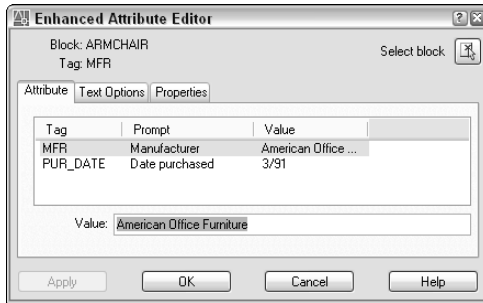 Enhanced Attribute Editor
Block: ARMCHAIR
Tag: MFR
Select block
Attribute Text Options Properties
Tag Prompt Value
MFR Manufacturer American Office ...
PUR_DATE Date purchased 3/91
Value: American Office Furniture
Apply OK Cancel Help